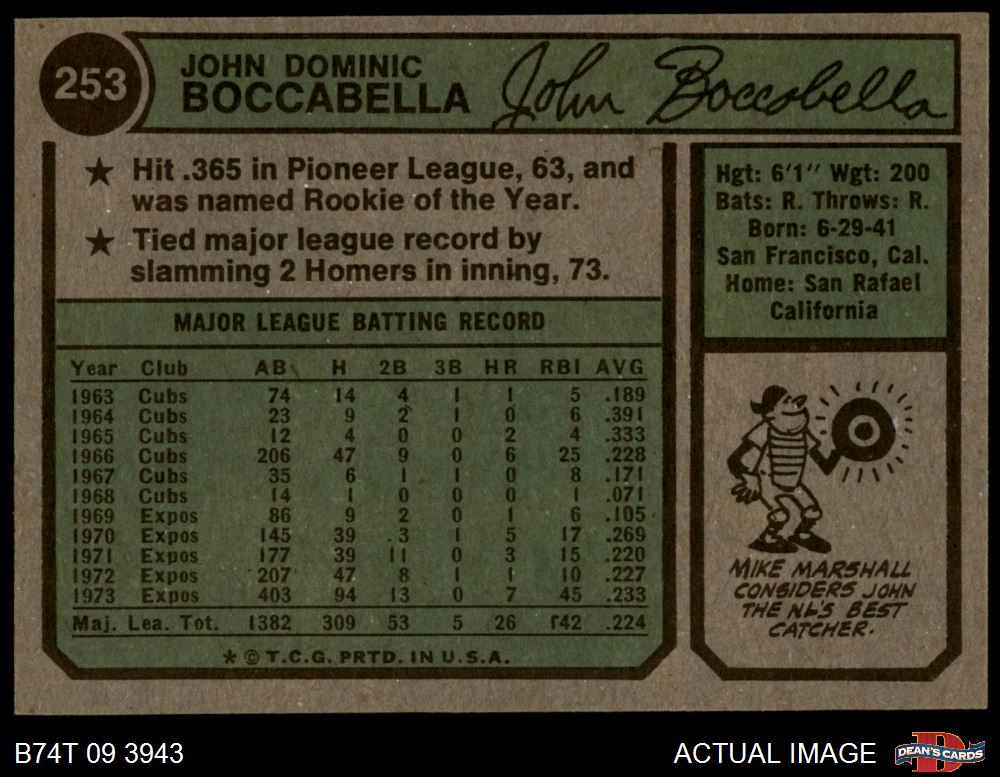 253
JOHN DOMINIC
BOCCABELLA
John Boccabella
★ Hit .365 in Pioneer League, 63, and
was named Rookie of the Year.
★ Tied major league record by
slamming 2 Homers in inning, 73.
Hgt: 6'1" Wgt: 200
Bats: R. Throws: R.
Born: 6-29-41
San Francisco, Cal.
Home: San Rafael
California
MAJOR LEAGUE BATTING RECORD
Year Club AB H 2B 3B HR RBI AVG
1963 Cubs 74 14 4 1 1 5 .189
1964 Cubs 23 9 2 1 0 6 .391
1965 Cubs 12 4 0 0 2 4 .333
1966 Cubs 206 47 9 0 6 25 .228
1967 Cubs 35 6 1 1 0 8 .171
1968 Cubs 14 1 0 0 0 1 .071
1969 Expos 86 9 2 0 1 6 .105
1970 Expos 145 39 3 1 5 17 .269
1971 Expos 177 39 11 0 3 15 .220
1972 Expos 207 47 8 1 1 10 .227
1973 Expos 403 94 13 0 7 45 .233
Maj. Lea. Tot. 1382 309 53 5 26 142 .224
* © T.C.G. PRTD. IN U.S.A.
MIKE MARSHALL
CONSIDERS JOHN
THE NL'S BEST
CATCHER.
B74T 09 3943
ACTUAL IMAGE
DEAN'S CARDS